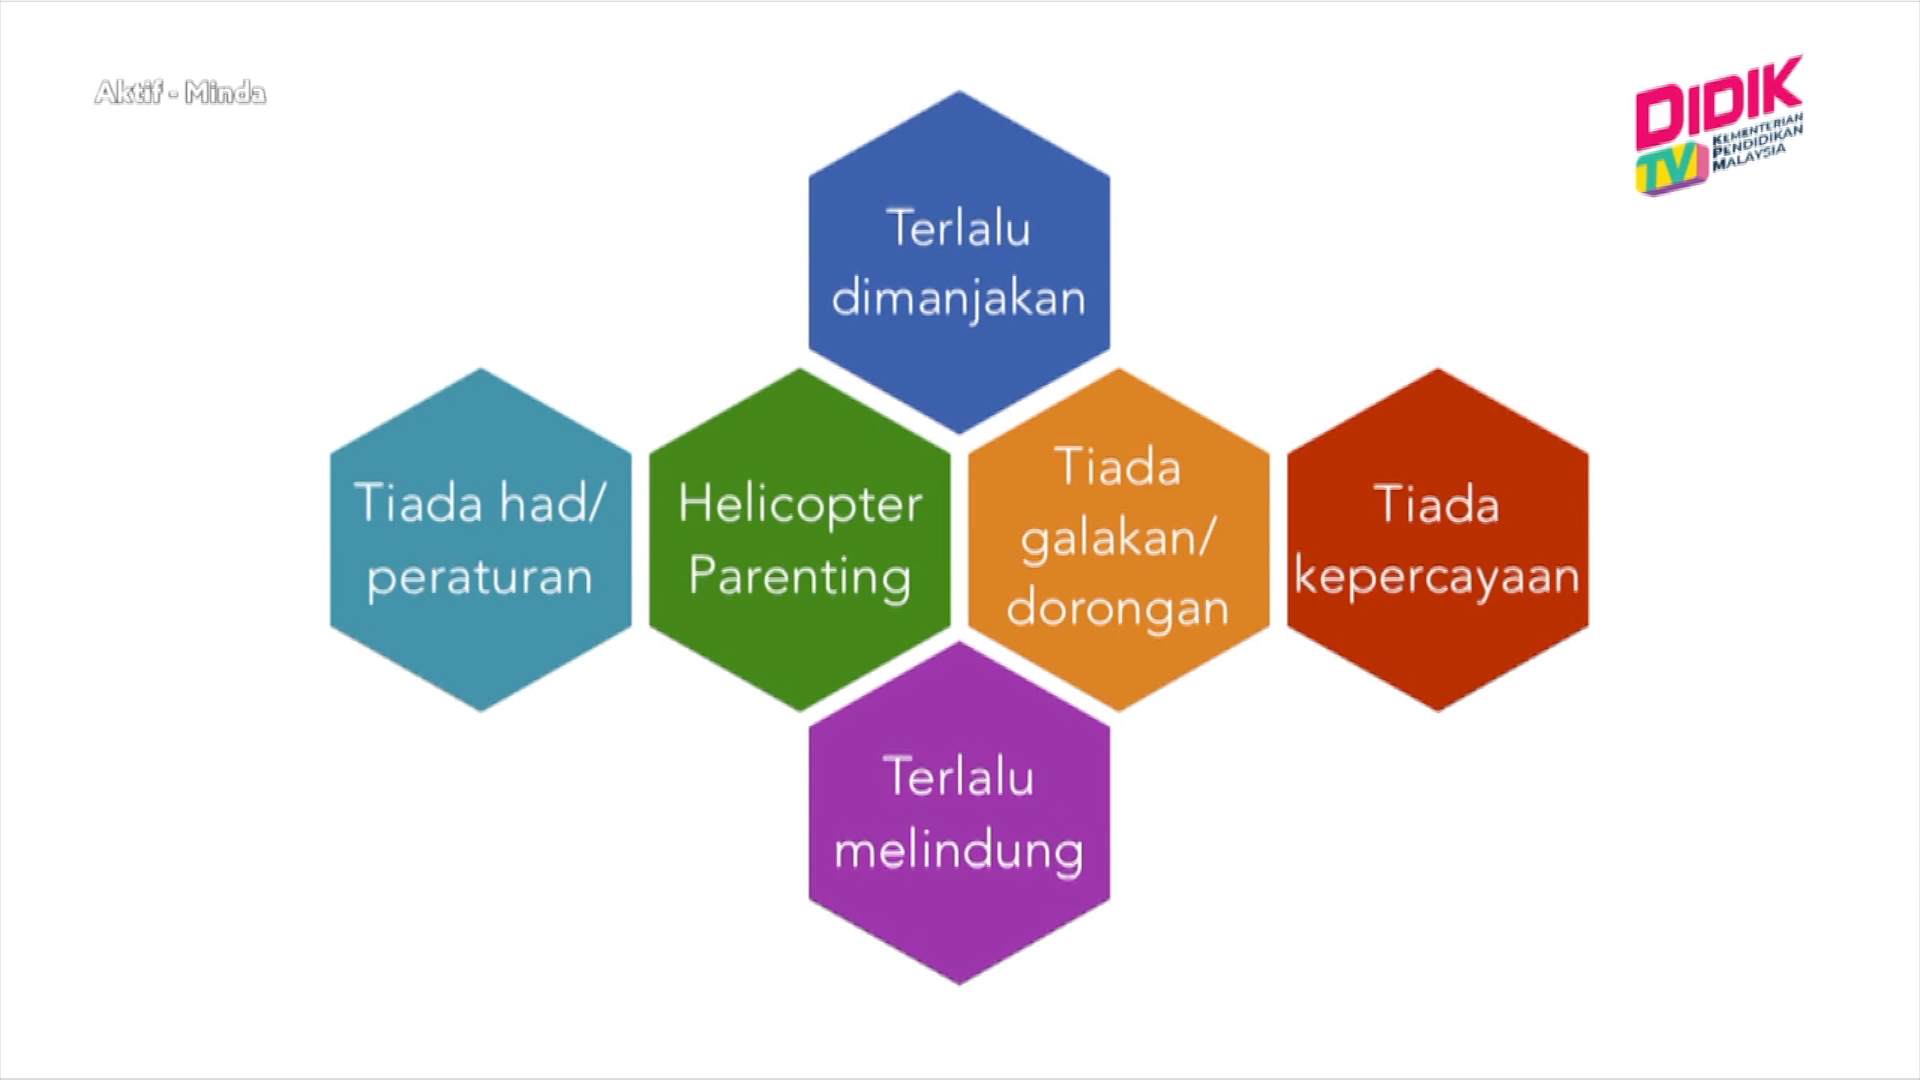 Aktif - Minda
DIDIK
TV
KEMENTERIAN
PENDIDIKAN
MALAYSIA
Terlalu
dimanjakan
Tiada had/
peraturan
Helicopter
Parenting
Tiada
galakan/
dorongan
Tiada
kepercayaan
Terlalu
melindung